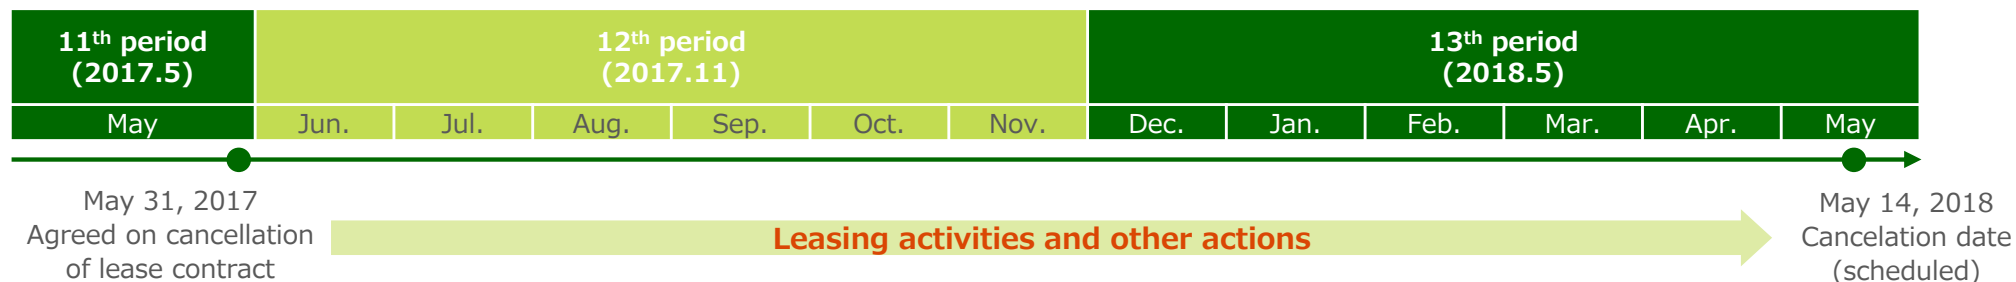 11th period
(2017.5)
12th period
(2017.11)
13th period
(2018.5)
May
Jun.
Jul.
Aug.
Sep.
Oct.
Nov.
Dec.
Jan.
Feb.
Mar.
Apr.
May
May 31, 2017
Agreed on cancellation
of lease contract
Leasing activities and other actions
May 14, 2018
Cancelation date
(scheduled)